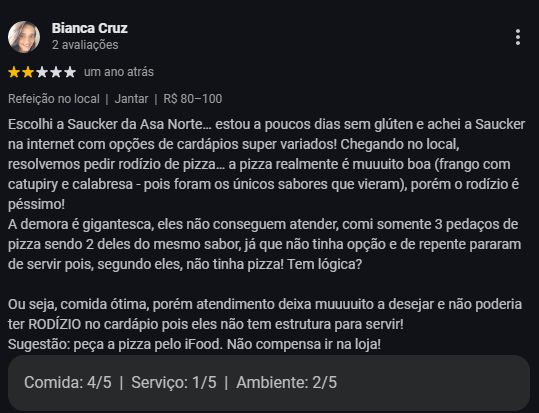 Bianca Cruz
2 avaliações
um ano atrás
Refeição no local | Jantar | R$ 80–100
Escolhi a Saucker da Asa Norte… estou a poucos dias sem glúten e achei a Saucker
na internet com opções de cardápios super variados! Chegando no local,
resolvemos pedir rodízio de pizza… a pizza realmente é muuuito boa (frango com
catupiry e calabresa - pois foram os únicos sabores que vieram), porém o rodízio é
péssimo!
A demora é gigantesca, eles não conseguem atender, comi somente 3 pedaços de
pizza sendo 2 deles do mesmo sabor, já que não tinha opção e de repente pararam
de servir pois, segundo eles, não tinha pizza! Tem lógica?
Ou seja, comida ótima, porém atendimento deixa muuuuito a desejar e não poderia
ter RODÍZIO no cardápio pois eles não tem estrutura para servir!
Sugestão: peça a pizza pelo iFood. Não compensa ir na loja!
Comida: 4/5 | Serviço: 1/5 | Ambiente: 2/5